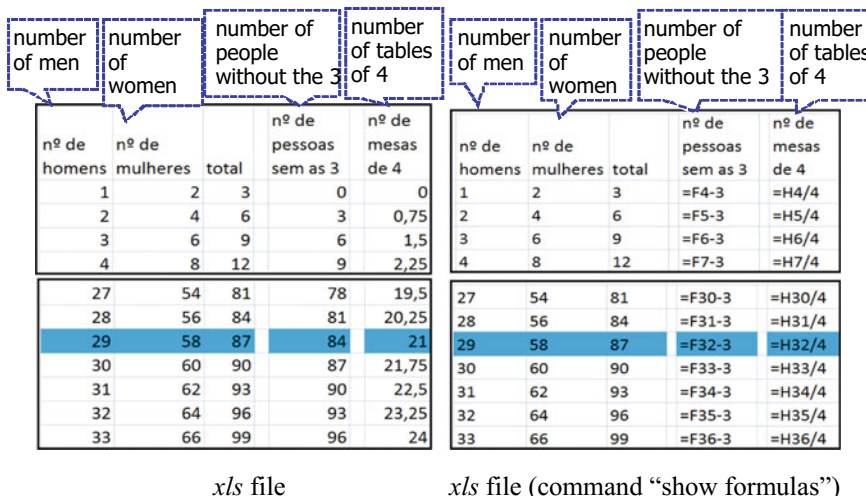 number of men
number of women
number of people without the 3
number of tables of 4
number of men
number of women
number of people without the 3
number of tables of 4
nº de homens nº de mulheres total nº de pessoas sem as 3 nº de mesas de 4
1 2 3 0 0
2 4 6 3 0,75
3 6 9 6 1,5
4 8 12 9 2,25
27 54 81 78 19,5
28 56 84 81 20,25
29 58 87 84 21
30 60 90 87 21,75
31 62 93 90 22,5
32 64 96 93 23,25
33 66 99 96 24
nº de homens nº de mulheres total nº de pessoas sem as 3 nº de mesas de 4
1 2 3 =F4-3 =H4/4
2 4 6 =F5-3 =H5/4
3 6 9 =F6-3 =H6/4
4 8 12 =F7-3 =H7/4
27 54 81 =F30-3 =H30/4
28 56 84 =F31-3 =H31/4
29 58 87 =F32-3 =H32/4
30 60 90 =F33-3 =H33/4
31 62 93 =F34-3 =H34/4
32 64 96 =F35-3 =H35/4
33 66 99 =F36-3 =H36/4
xls file
xls file (command “show formulas”)